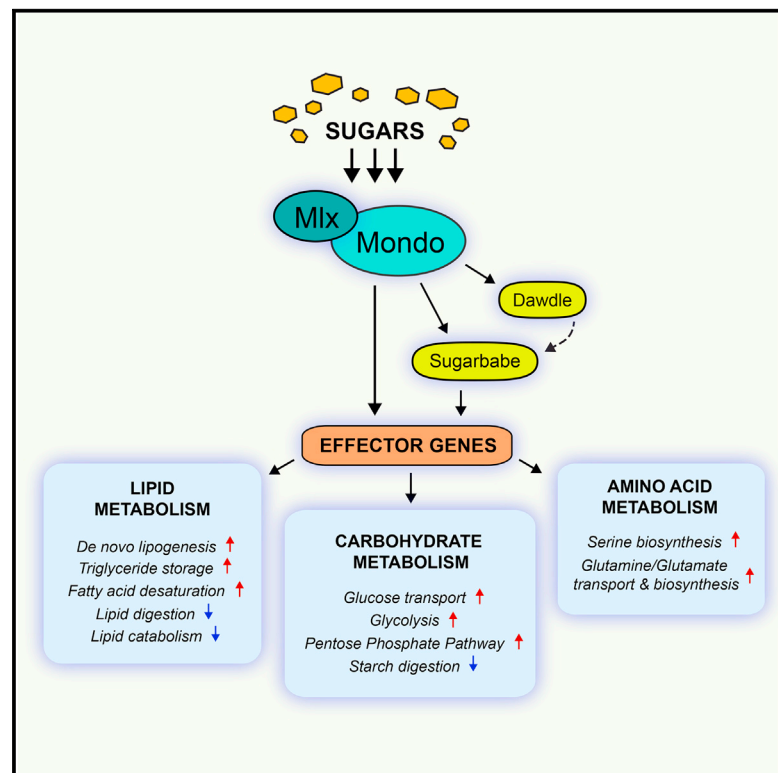 SUGARS
Mlx
Mondo
Dawdle
Sugarbabe
EFFECTOR GENES
LIPID
METABOLISM
De novo lipogenesis
Triglyceride storage
Fatty acid desaturation
Lipid digestion
Lipid catabolism
CARBOHYDRATE
METABOLISM
Glucose transport
Glycolysis
Pentose Phosphate Pathway
Starch digestion
AMINO ACID
METABOLISM
Serine biosynthesis
Glutamine/Glutamate
transport & biosynthesis